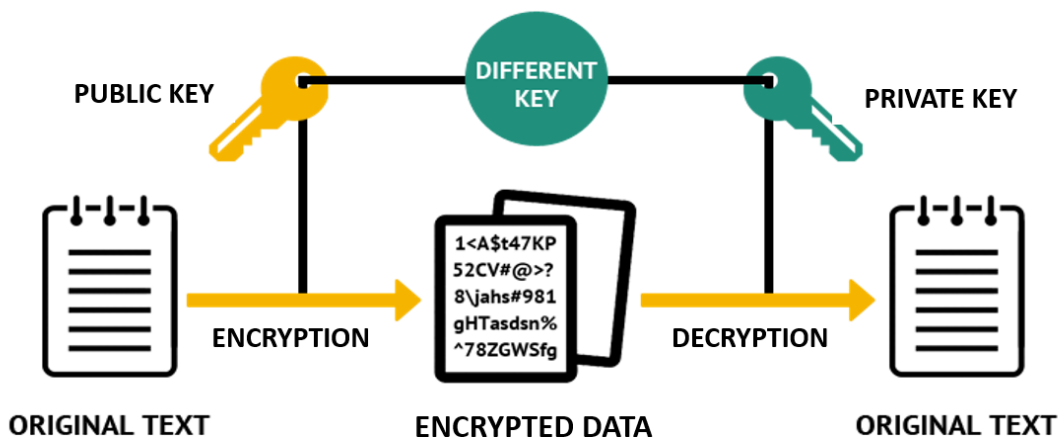 DIFFERENT
KEY
PUBLIC KEY
PRIVATE KEY
1<A$t47KP
52CV#@>?
8\jahs#981
gHTasdsn%
^78ZGWSfg
ENCRYPTION
DECRYPTION
ORIGINAL TEXT
ENCRYPTED DATA
ORIGINAL TEXT